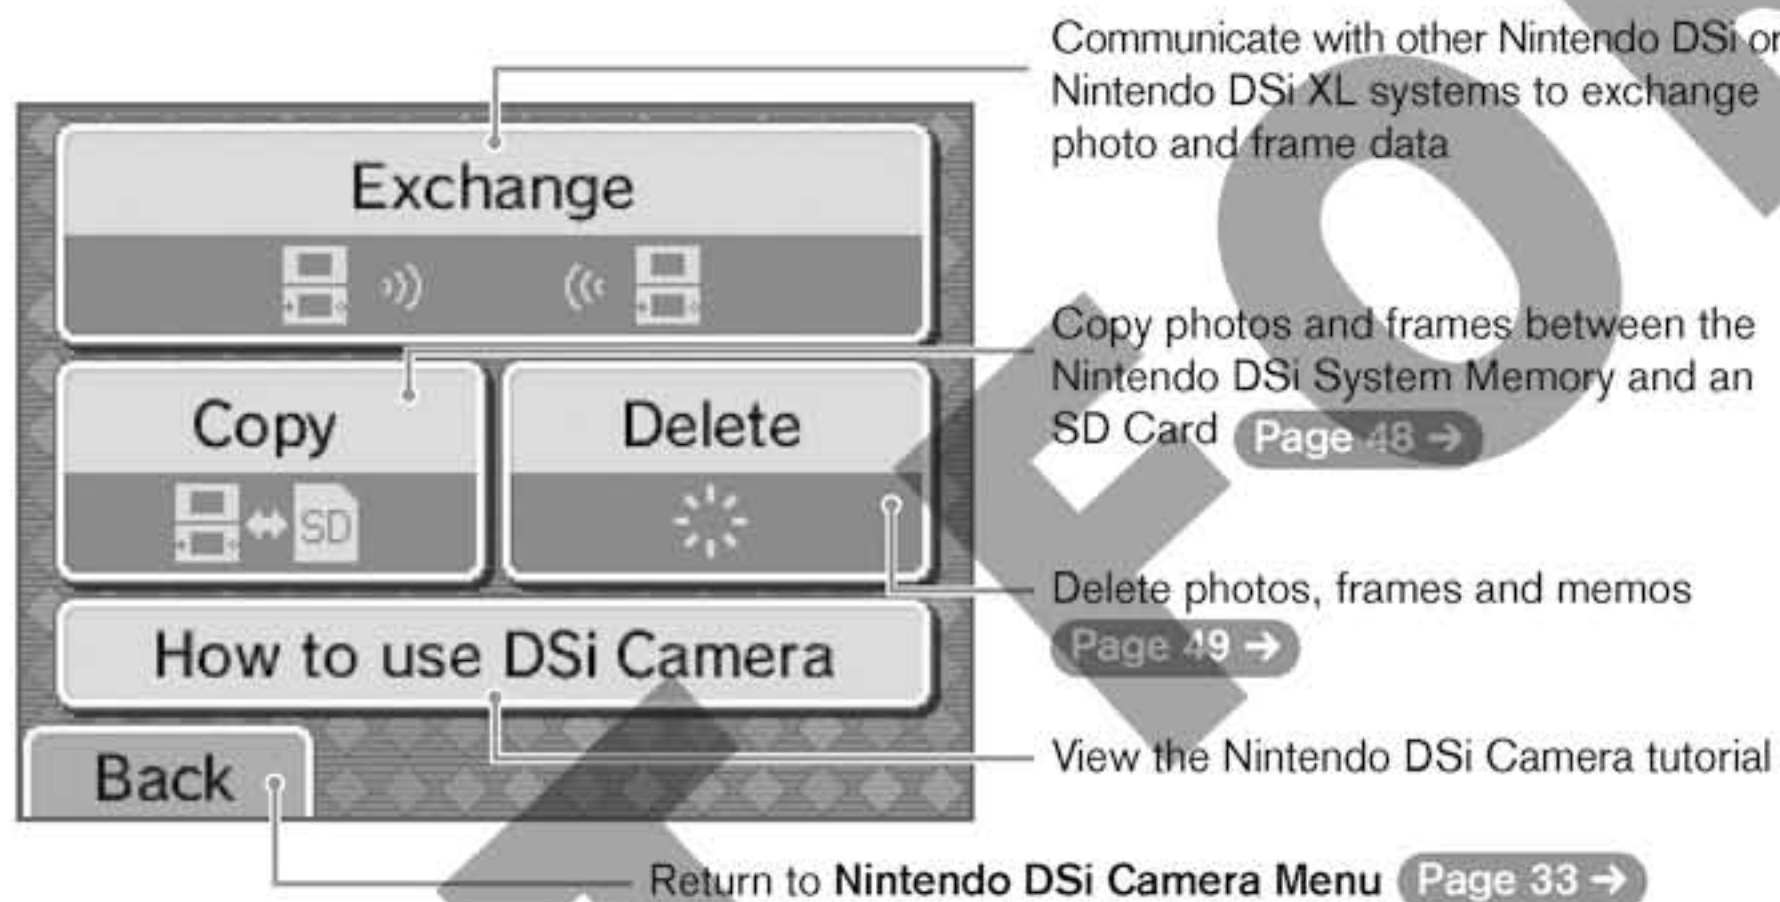 Communicate with other Nintendo DSi or
Nintendo DSi XL systems to exchange
photo and frame data
Exchange
Copy photos and frames between the
Nintendo DSi System Memory and an
SD Card Page 48 →
Copy
Delete
SD
Delete photos, frames and memos
Page 49 →
How to use DSi Camera
View the Nintendo DSi Camera tutorial
Back
Return to Nintendo DSi Camera Menu Page 33 →